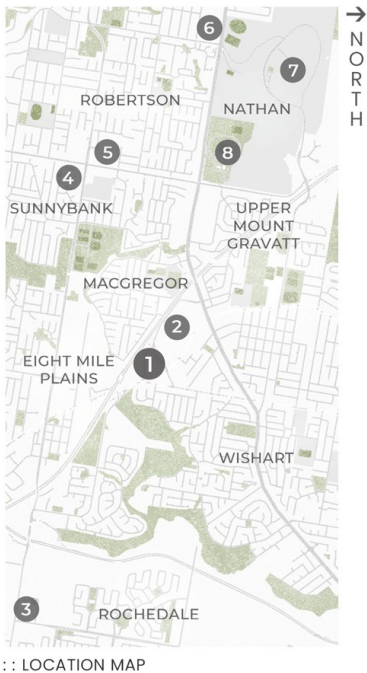 6
7
ROBERTSON
NATHAN
5
8
4
SUNNYBANK
UPPER
MOUNT
GRAVATT
MACGREGOR
2
1
EIGHT MILE
PLAINS
WISHART
3
ROCHEDALE
NORTH
: : LOCATION MAP